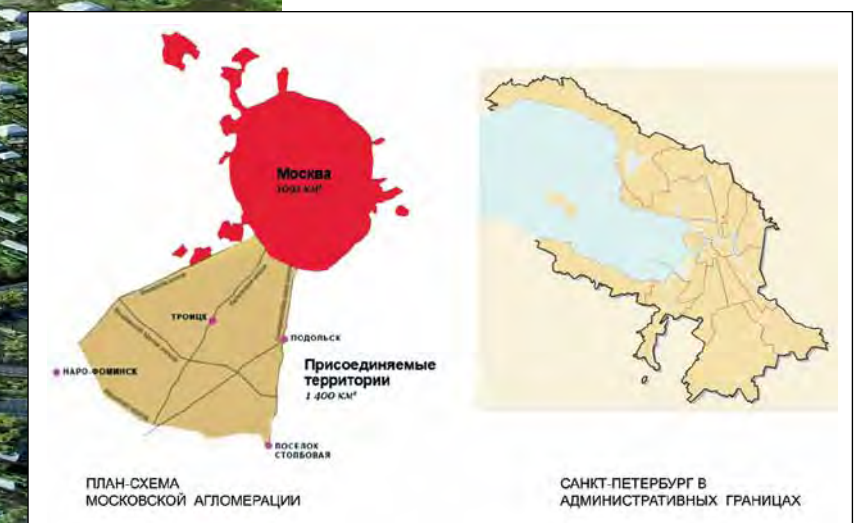 Москва
1091 км²
ТРОИЦК
ПОДОЛЬСК
НАРО-ФОМИНСК
Присоединяемые
территории
1 400 км²
ПОСЕЛОК
СТОЛБОВАЯ
ПЛАН-СХЕМА
МОСКОВСКОЙ АГЛОМЕРАЦИИ
САНКТ-ПЕТЕРБУРГ В
АДМИНИСТРАТИВНЫХ ГРАНИЦАХ